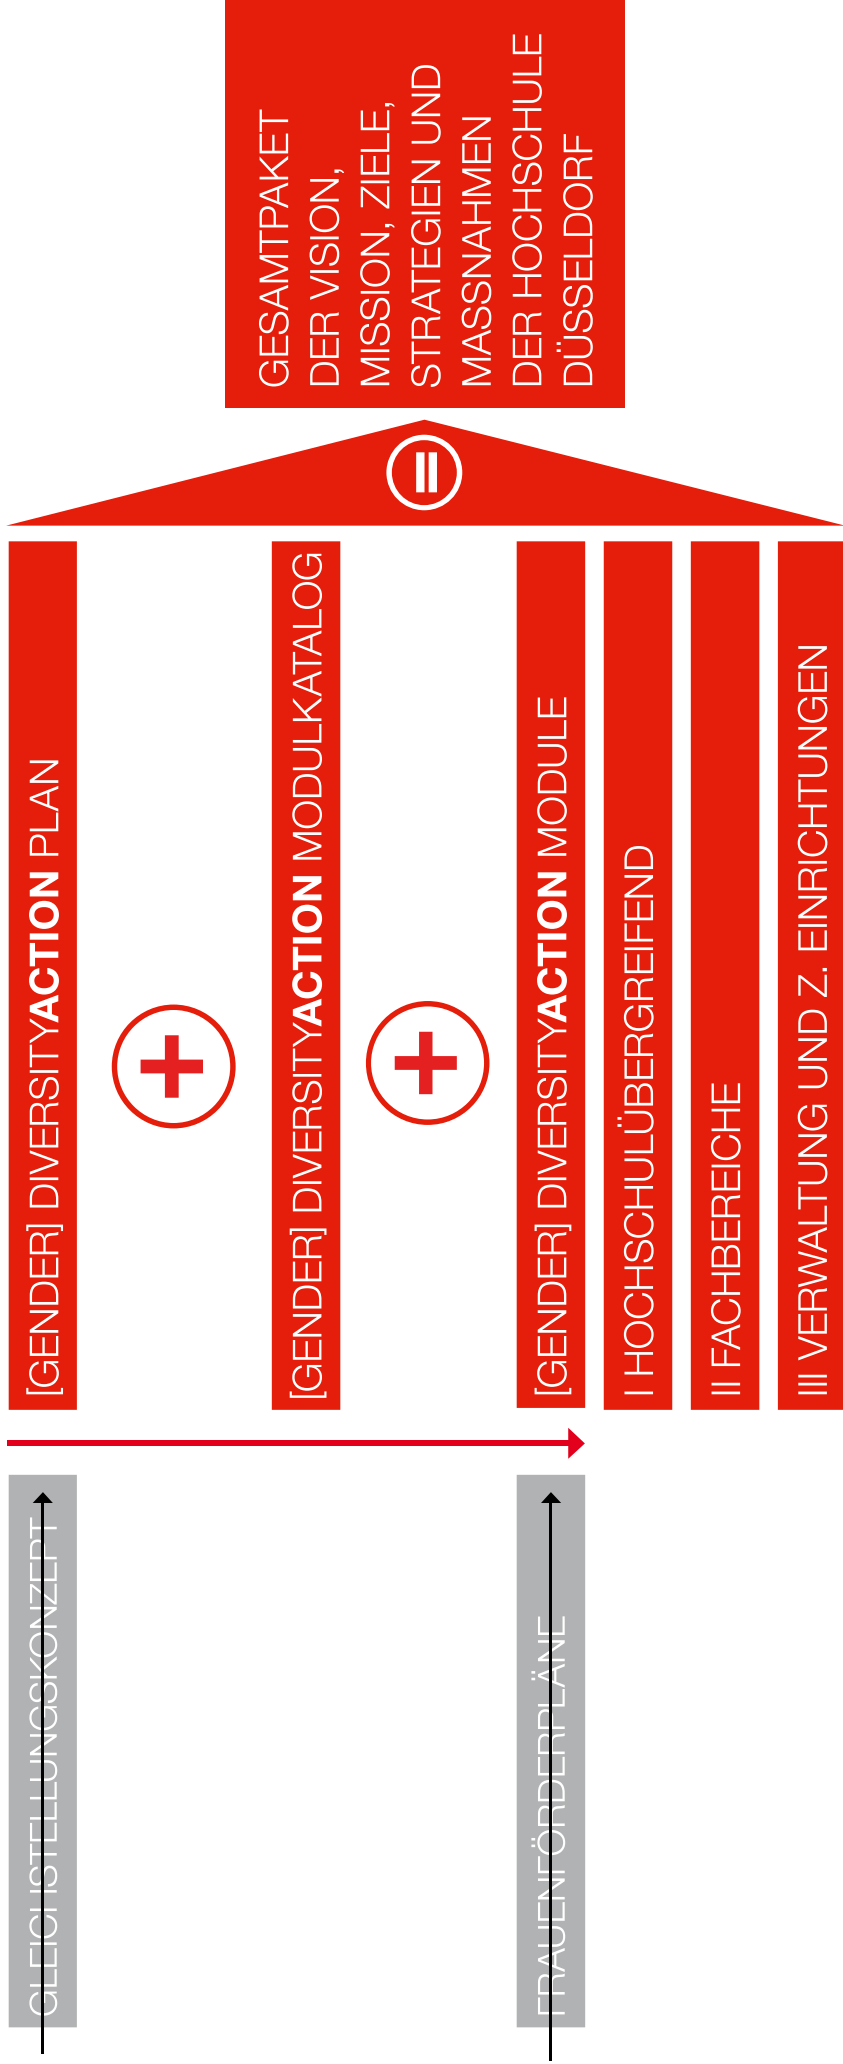 GLEICHSTELLUNGSKONZEPT
FRAUENFÖRDERPLÄNE
[GENDER] DIVERSITYACTION PLAN
+
[GENDER] DIVERSITYACTION MODULKATALOG
+
[GENDER] DIVERSITYACTION MODULE
I HOCHSCHULÜBERGREIFEND
II FACHBEREICHE
III VERWALTUNG UND Z. EINRICHTUNGEN
=
GESAMTPAKET
DER VISION,
MISSION, ZIELE,
STRATEGIEN UND
MASSNAHMEN
DER HOCHSCHULE
DÜSSELDORF